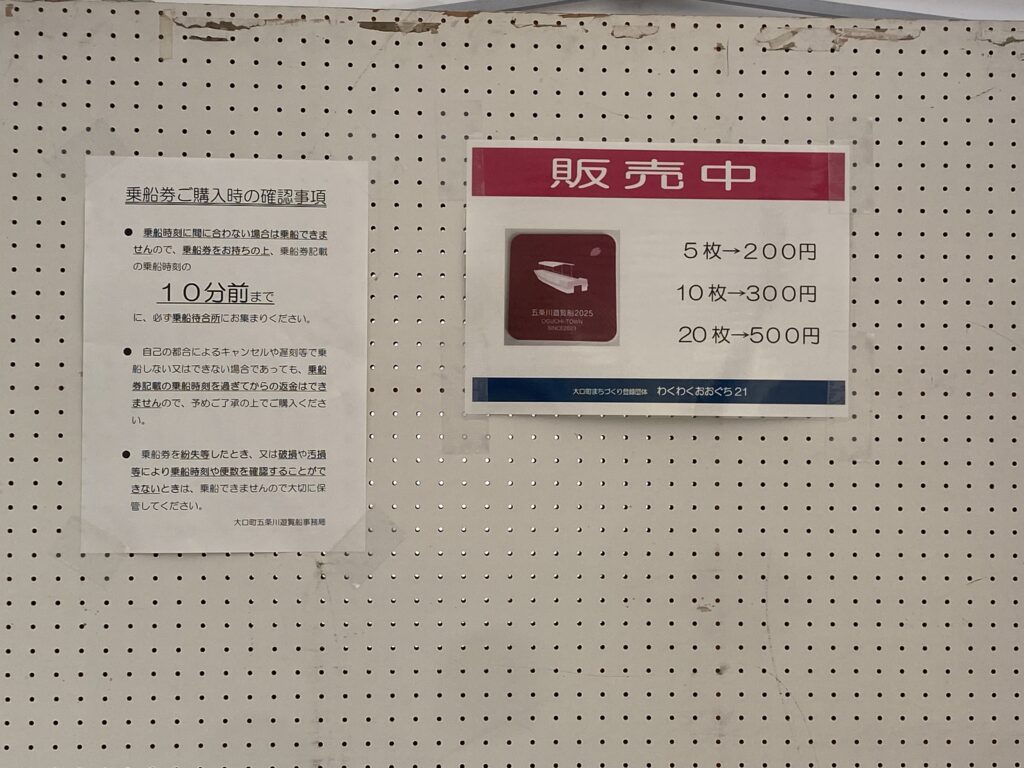 乗船券ご購入時の確認事項
● 乗船時刻に間に合わない場合は乗船できま
せんので、乗船券をお持ちの上、乗船券記載
の乗船時刻の
１０分前まで
に、必ず乗船待合所にお集まりください。
● 自己の都合によるキャンセルや遅刻等で乗
船しない又はできない場合であっても、乗船
券記載の乗船時刻を過ぎてからの返金はでき
ませんので、予めご了承の上でご購入くださ
い。
● 乗船券を紛失等したとき、又は破損や汚損
等により乗船時刻や便数を確認することがで
きないときは、乗船できませんので大切に保
管してください。
大口町五条川遊覧船事務局
販売中
五条川遊覧船2025
OGUCHI-TOWN
SINCE2023
５枚→２００円
10枚→３００円
20枚→５００円
大口町まちづくり登録団体 わくわくおおぐち21